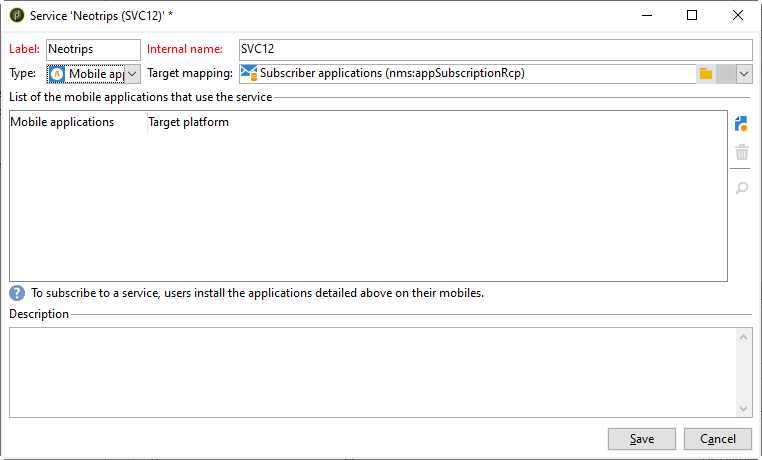 Service 'Neotrips (SVC12)' *
Label: Neotrips Internal name: SVC12
Type: Mobile Target mapping: Subscriber applications (nms:appSubscriptionRcp)
List of the mobile applications that use the service
Mobile applications Target platform
To subscribe to a service, users install the applications detailed above on their mobiles.
Description
Save Cancel